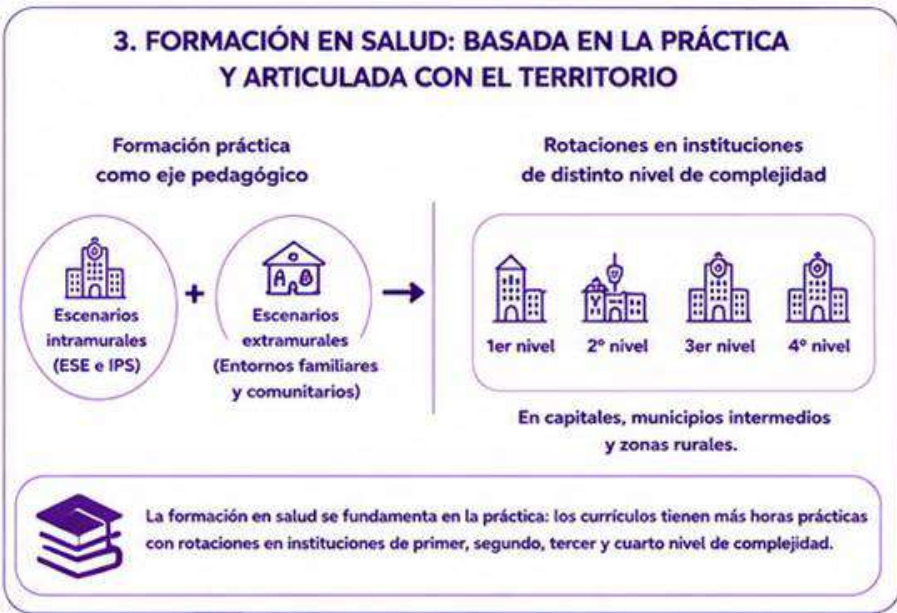 3. FORMACIÓN EN SALUD: BASADA EN LA PRÁCTICA
Y ARTICULADA CON EL TERRITORIO
Formación práctica
como eje pedagógico
Escenarios
intramurales
(ESE e IPS)
+
A B
Escenarios
extramurales
(Entornos familiares
y comunitarios)
Rotaciones en instituciones
de distinto nivel de complejidad
1er nivel
2º nivel
3er nivel
4º nivel
En capitales, municipios intermedios
y zonas rurales.
La formación en salud se fundamenta en la práctica: los currículos tienen más horas prácticas
con rotaciones en instituciones de primer, segundo, tercer y cuarto nivel de complejidad.